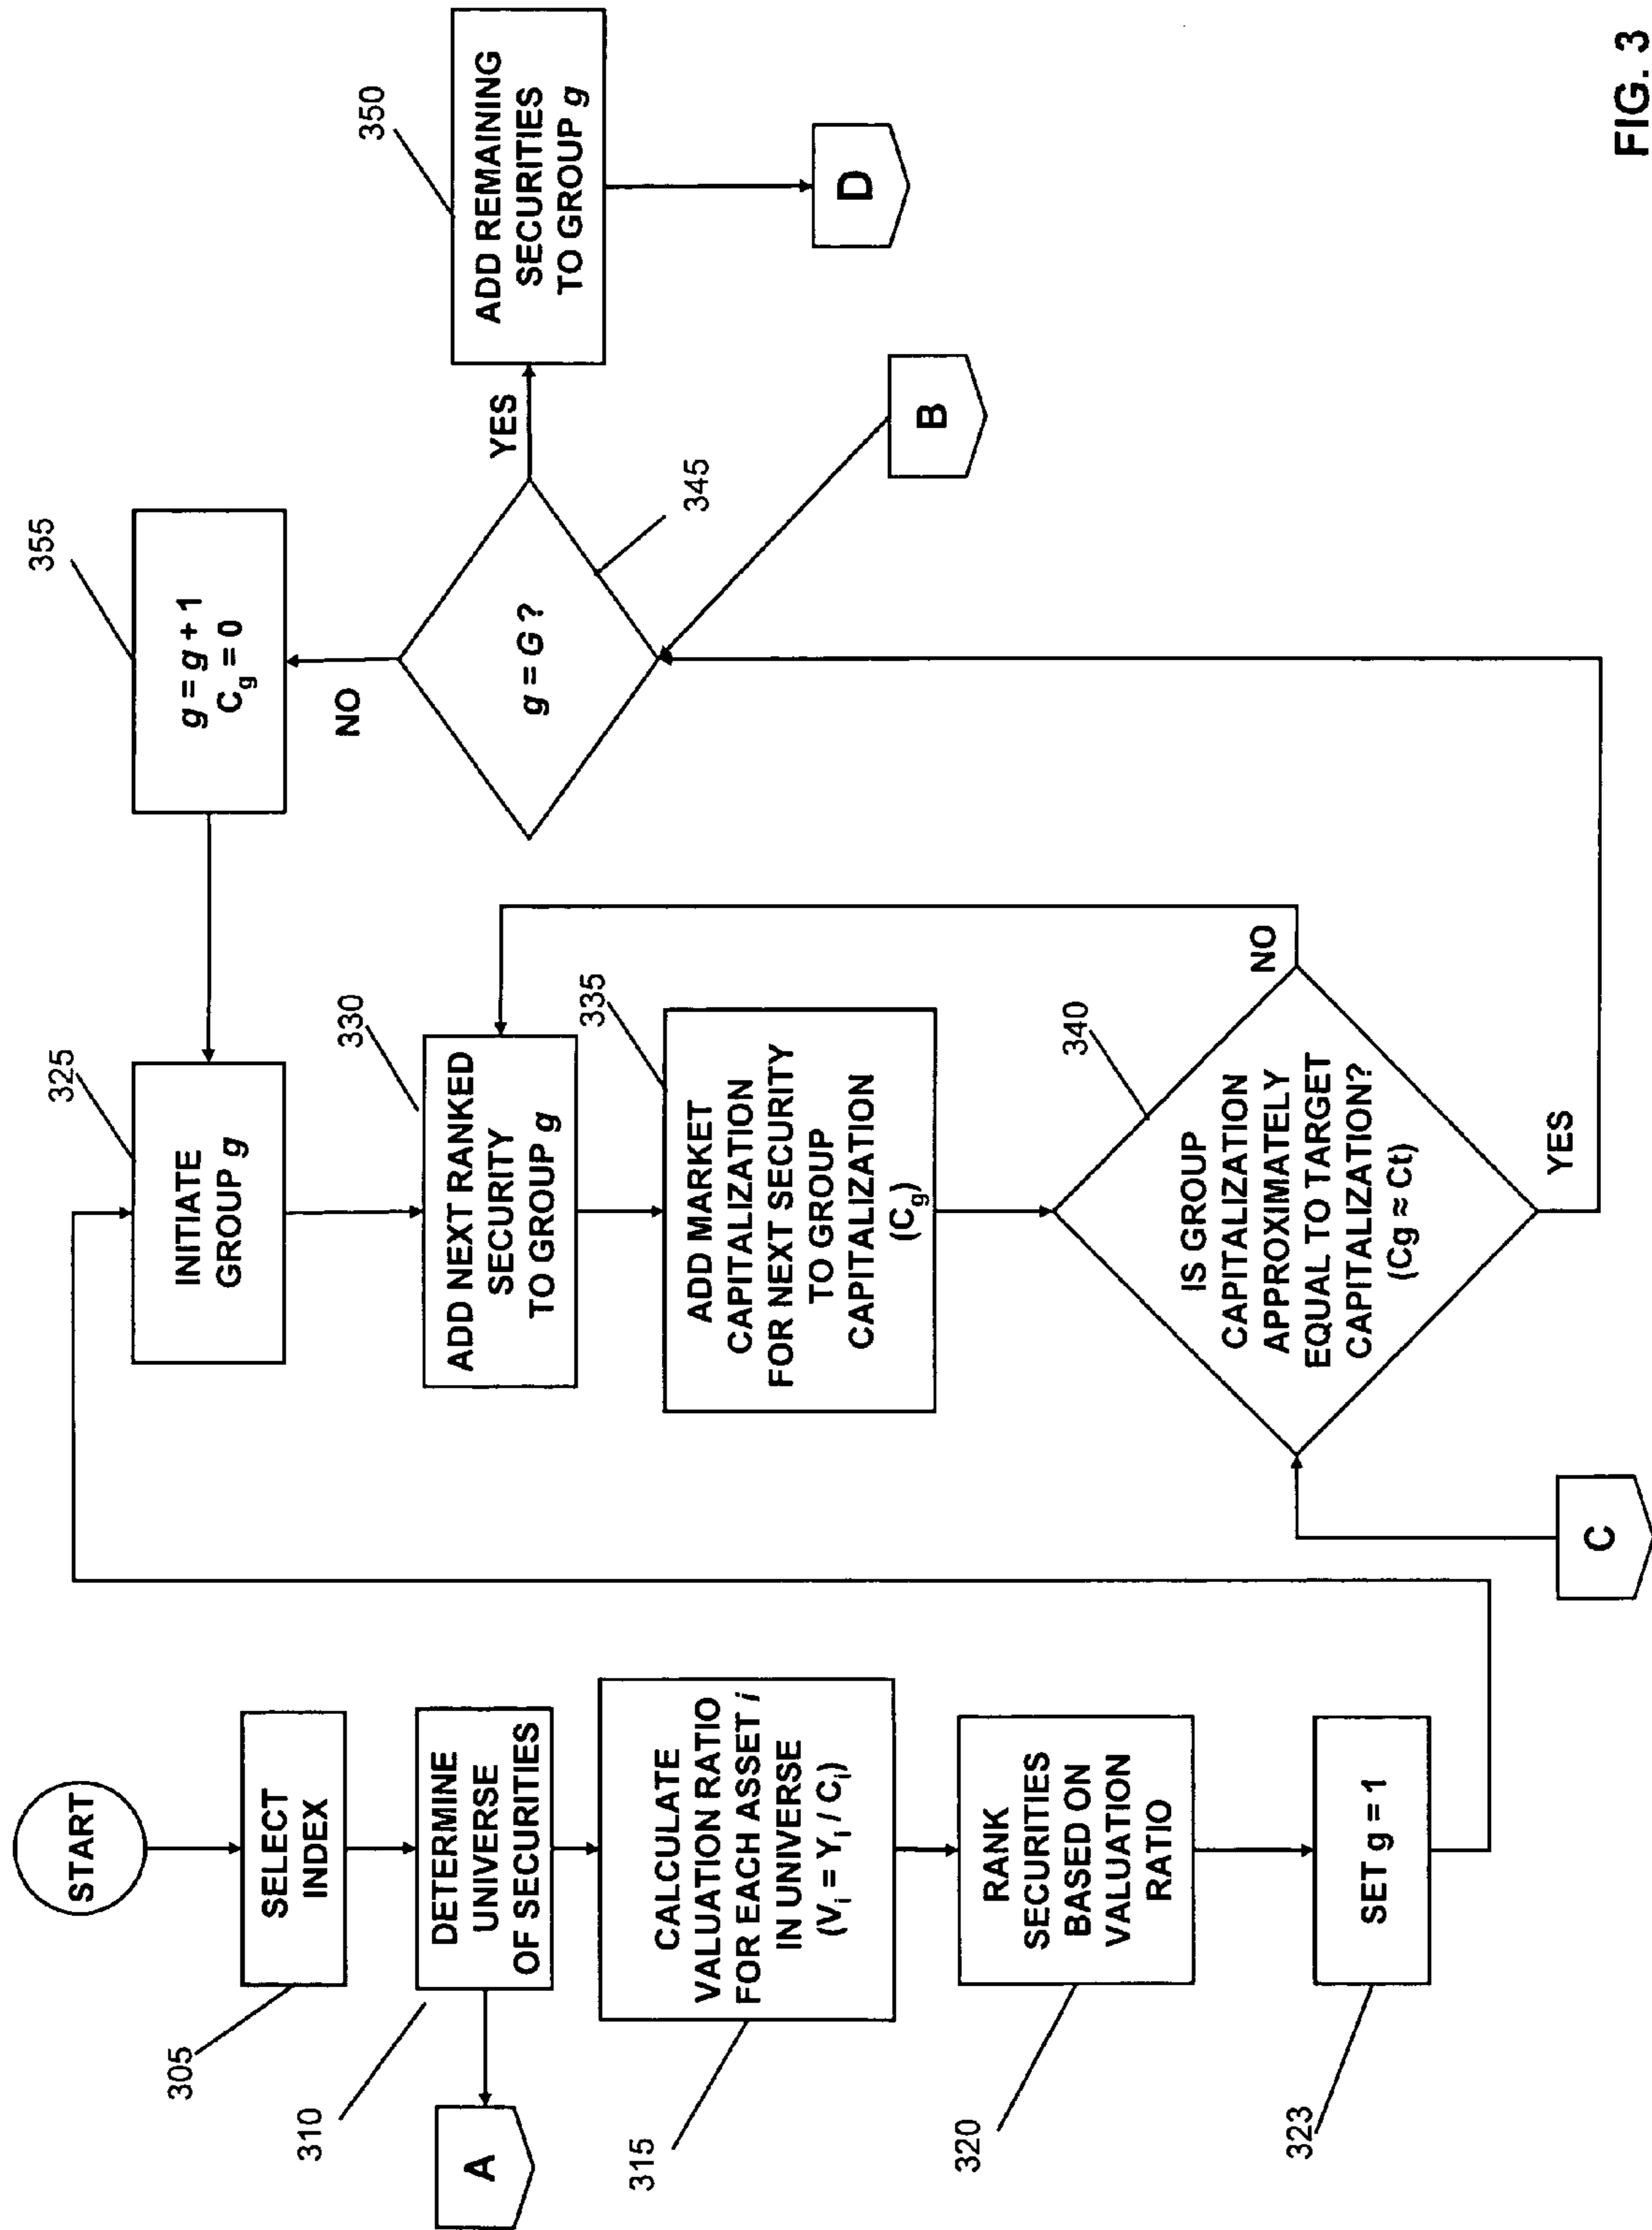 START
305
SELECT
INDEX
310
DETERMINE
UNIVERSE
OF SECURITIES
A
315
CALCULATE
VALUATION RATIO
FOR EACH ASSET i
IN UNIVERSE
(Vi = Yi / Ci)
320
RANK
SECURITIES
BASED ON
VALUATION
RATIO
323
SET g = 1
325
INITIATE
GROUP g
330
ADD NEXT RANKED
SECURITY
TO GROUP g
335
ADD MARKET
CAPITALIZATION
FOR NEXT SECURITY
TO GROUP
CAPITALIZATION
(Cg)
340
IS GROUP
CAPITALIZATION
APPROXIMATELY
EQUAL TO TARGET
CAPITALIZATION?
(Cg ≈ Ct)
NO
YES
C
355
g = g + 1
Cg = 0
NO
g = G ?
345
YES
B
350
ADD REMAINING
SECURITIES
TO GROUP g
D
FIG. 3